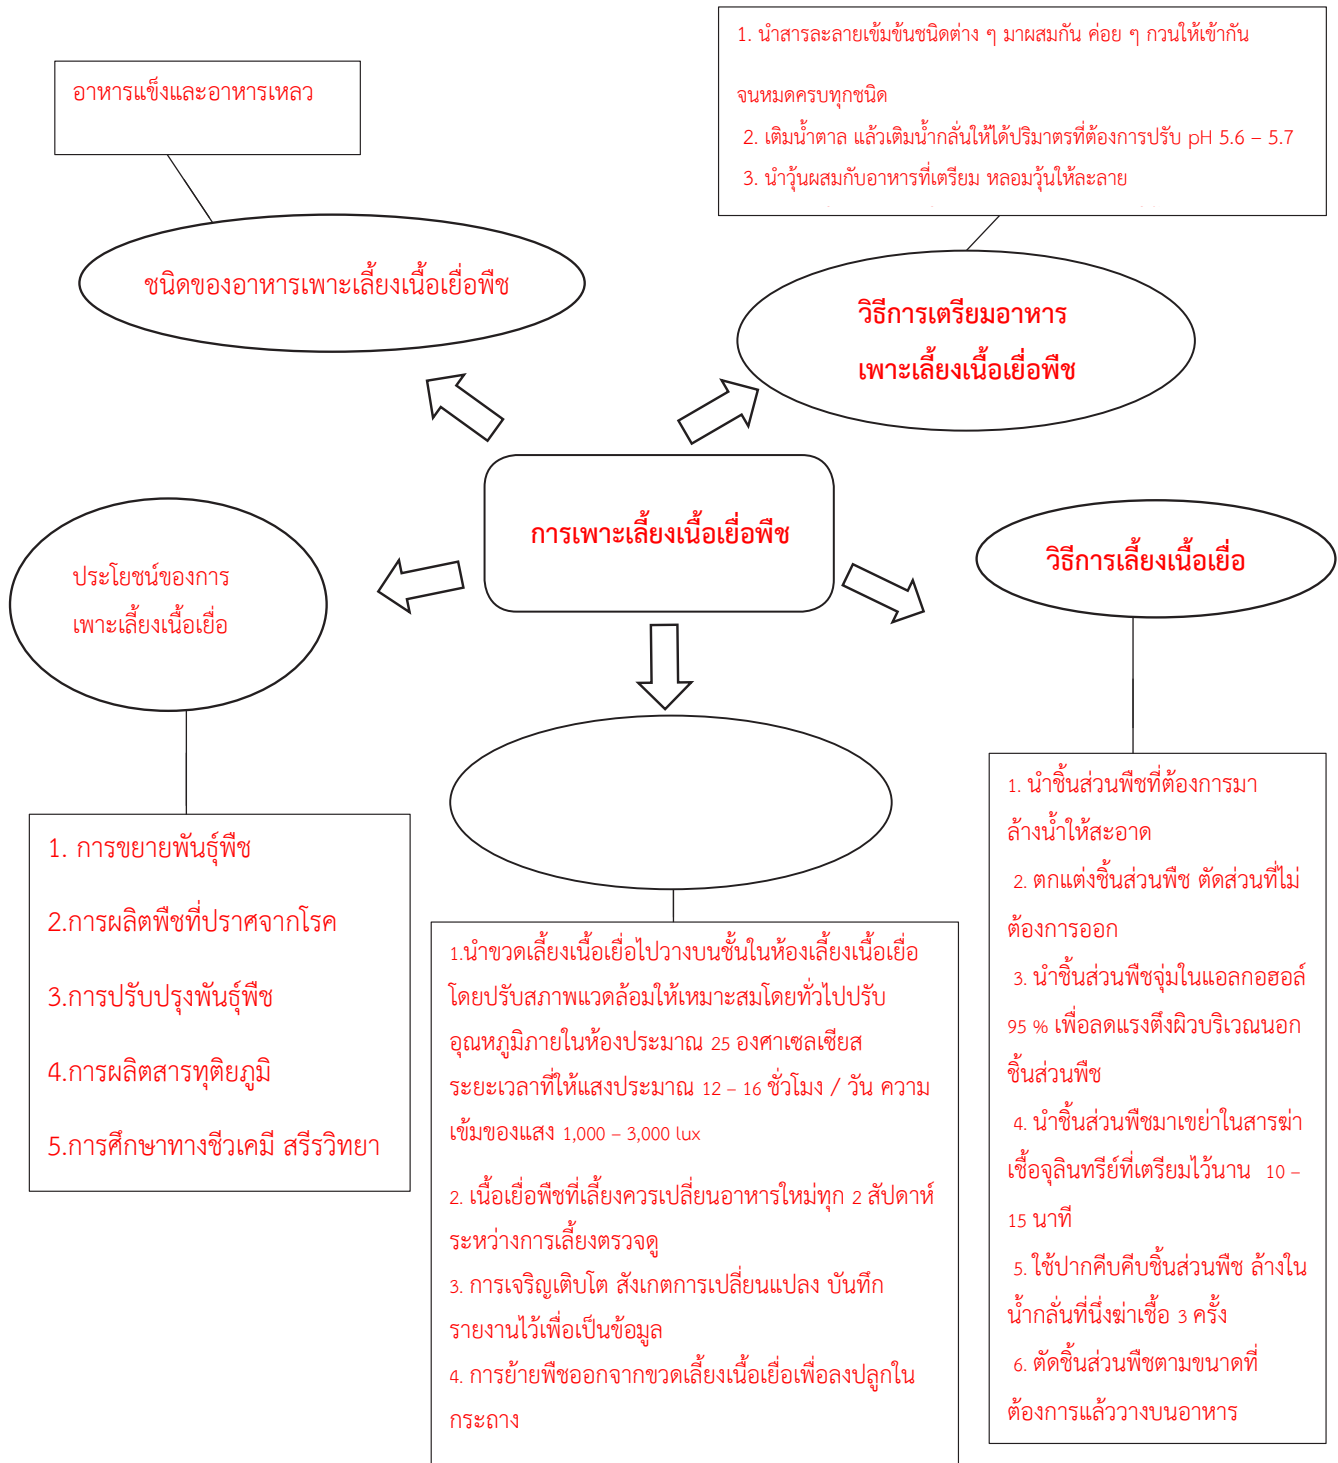 อาหารแข็งและอาหารเหลว
ชนิดของอาหารเพาะเลี้ยงเนื้อเยื่อพืช
1. นำสารละลายเข้มข้นชนิดต่าง ๆ มาผสมกัน ค่อย ๆ กวนให้เข้ากัน
จนหมดครบทุกชนิด
2. เติมน้ำตาล แล้วเติมน้ำกลั่นให้ได้ปริมาตรที่ต้องการปรับ pH 5.6 – 5.7
3. นำวุ้นผสมกับอาหารที่เตรียม หลอมวุ้นให้ละลาย
วิธีการเตรียมอาหาร
เพาะเลี้ยงเนื้อเยื่อพืช
การเพาะเลี้ยงเนื้อเยื่อพืช
ประโยชน์ของการ
เพาะเลี้ยงเนื้อเยื่อ
1. การขยายพันธุ์พืช
2.การผลิตพืชที่ปราศจากโรค
3.การปรับปรุงพันธุ์พืช
4.การผลิตสารทุติยภูมิ
5.การศึกษาทางชีวเคมี สรีรวิทยา
1.นำขวดเลี้ยงเนื้อเยื่อไปวางบนชั้นในห้องเลี้ยงเนื้อเยื่อ
โดยปรับสภาพแวดล้อมให้เหมาะสมโดยทั่วไปปรับ
อุณหภูมิภายในห้องประมาณ 25 องศาเซลเซียส
ระยะเวลาที่ให้แสงประมาณ 12 – 16 ชั่วโมง / วัน ความ
เข้มของแสง 1,000 – 3,000 lux
2. เนื้อเยื่อพืชที่เลี้ยงควรเปลี่ยนอาหารใหม่ทุก 2 สัปดาห์
ระหว่างการเลี้ยงตรวจดู
3. การเจริญเติบโต สังเกตการเปลี่ยนแปลง บันทึก
รายงานไว้เพื่อเป็นข้อมูล
4. การย้ายพืชออกจากขวดเลี้ยงเนื้อเยื่อเพื่อลงปลูกใน
กระถาง
วิธีการเลี้ยงเนื้อเยื่อ
1. นำชิ้นส่วนพืชที่ต้องการมา
ล้างน้ำให้สะอาด
2. ตกแต่งชิ้นส่วนพืช ตัดส่วนที่ไม่
ต้องการออก
3. นำชิ้นส่วนพืชจุ่มในแอลกอฮอล์
95 % เพื่อลดแรงตึงผิวบริเวณนอก
ชิ้นส่วนพืช
4. นำชิ้นส่วนพืชมาเขย่าในสารฆ่า
เชื้อจุลินทรีย์ที่เตรียมไว้นาน 10 –
15 นาที
5. ใช้ปากคีบคีบชิ้นส่วนพืช ล้างใน
น้ำกลั่นที่นึ่งฆ่าเชื้อ 3 ครั้ง
6. ตัดชิ้นส่วนพืชตามขนาดที่
ต้องการแล้ววางบนอาหาร